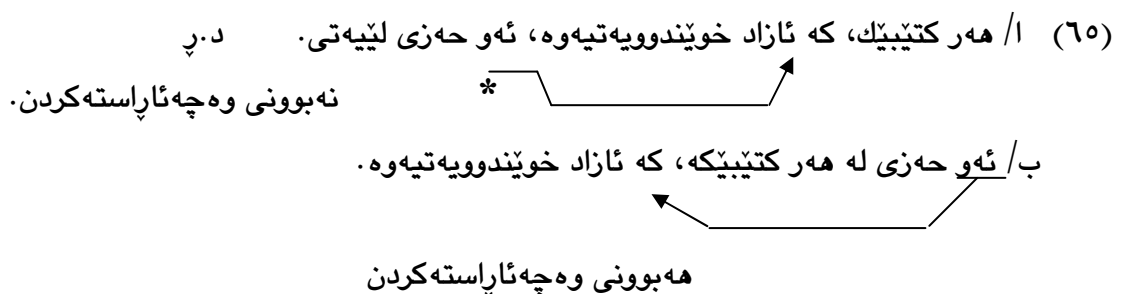 (٦٥) ا/ هەر کتێبێك، کە ئازاد خوێندوویەتیەوە، ئەو حەزی لێیەتی. د.ڕ
*
نەبوونی وەچەئاڕاستەکردن.
ب/ ئەو حەزی لە هەر کتێبێکە، کە ئازاد خوێندوویەتیەوە.
هەبوونی وەچەئاڕاستەکردن